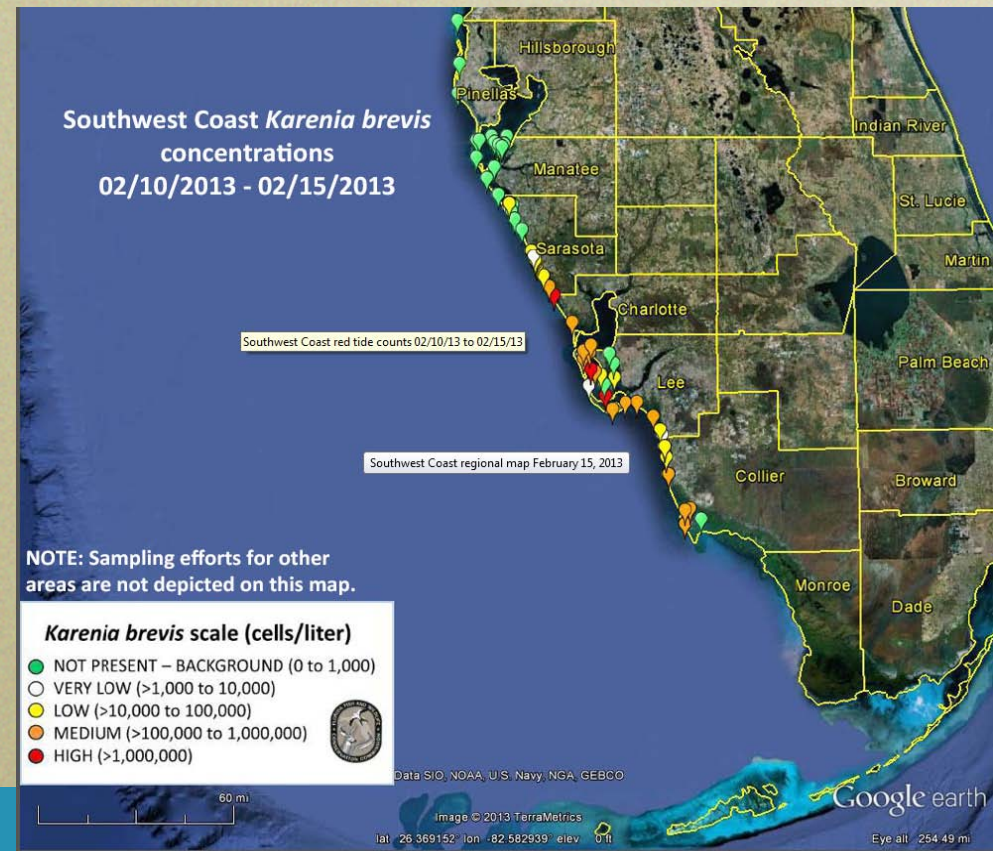 Southwest Coast Karenia brevis
concentrations
02/10/2013 - 02/15/2013
Hillsborough
Pinellas
Indian River
Manatee
St. Lucie
Sarasota
Martin
Charlotte
Southwest Coast red tide counts 02/10/13 to 02/15/13
Palm Beach
Lee
Southwest Coast regional map February 15, 2013
Collier
Broward
NOTE: Sampling efforts for other
areas are not depicted on this map.
Monroe
Dade
Karenia brevis scale (cells/liter)
NOT PRESENT – BACKGROUND (0 to 1,000)
VERY LOW (>1,000 to 10,000)
LOW (>10,000 to 100,000)
MEDIUM (>100,000 to 1,000,000)
HIGH (>1,000,000)
Data SIO, NOAA, U.S. Navy, NGA, GEBCO
60 mi
Google earth
Image © 2013 TerraMetrics
lat 26.369152° lon -82.582939° elev 0 ft
Eye alt 254.49 mi